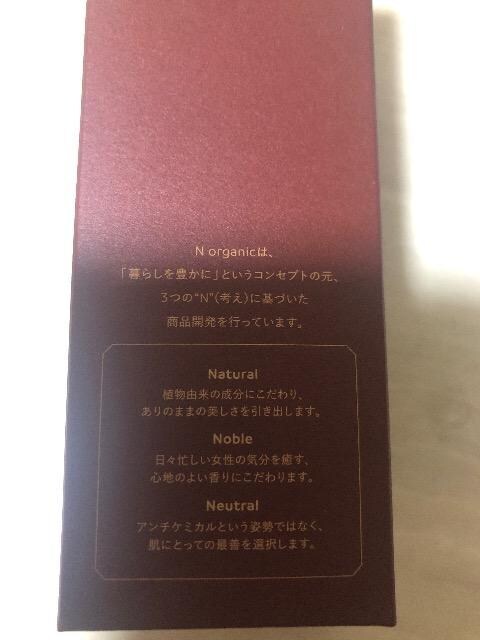 N organicは、
「暮らしを豊かに」というコンセプトの元、
3つの“N”(考え)に基づいた
商品開発を行っています。
Natural
植物由来の成分にこだわり、
ありのままの美しさを引き出します。
Noble
日々忙しい女性の気分を癒す、
心地のよい香りにこだわります。
Neutral
アンチケミカルという姿勢ではなく、
肌にとっての最善を選択します。